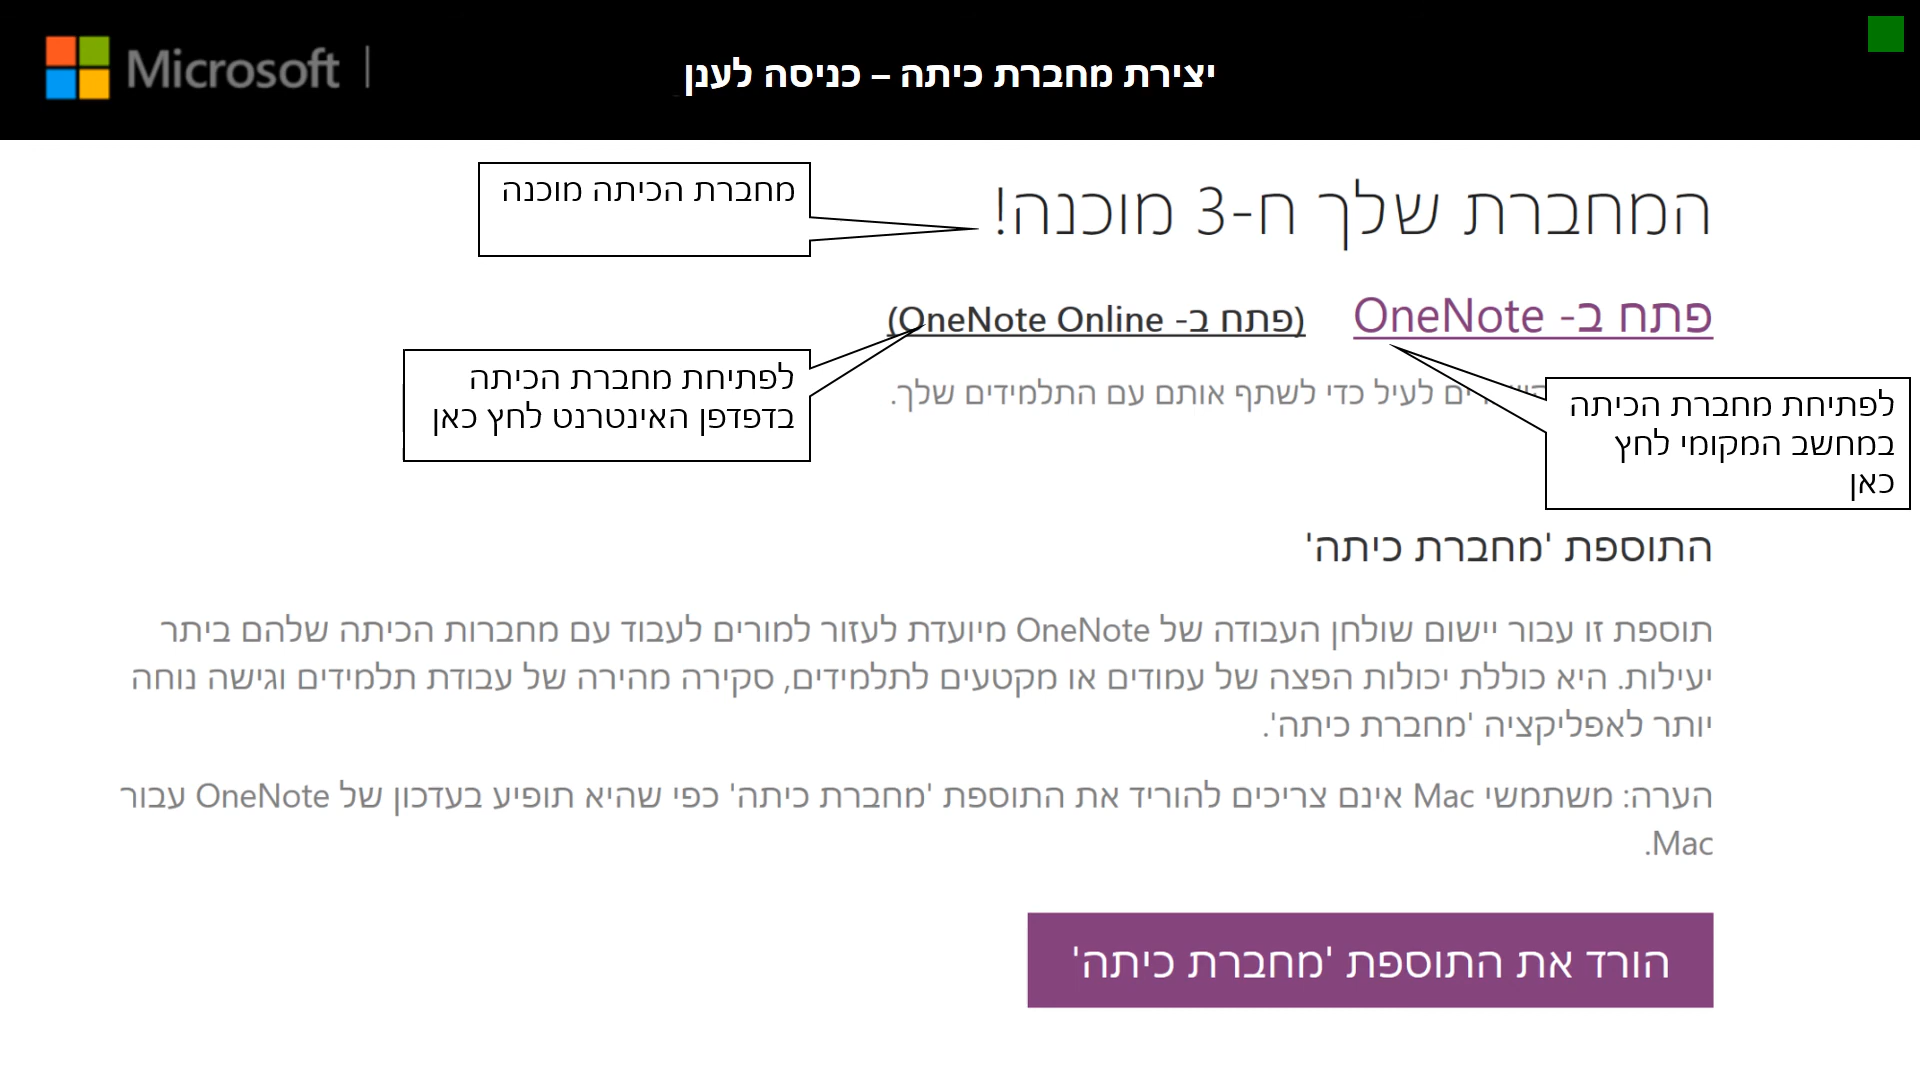 Microsoft
יצירת מחברת כיתה – כניסה לענן
מחברת הכיתה מוכנה
המחברת שלך ח-3 מוכנה!
פתח ב- OneNote
(פתח ב- OneNote Online)
לעיל כדי לשתף אותם עם התלמידים שלך.
לפתיחת מחברת הכיתה
בדפדפן האינטרנט לחץ כאן
לפתיחת מחברת הכיתה
במחשב המקומי לחץ
כאן
התוספת 'מחברת כיתה'
תוספת זו עבור יישום שולחן העבודה של OneNote מיועדת לעזור למורים לעבוד עם מחברות הכיתה שלהם ביתר
יעילות. היא כוללת יכולות הפצה של עמודים או מקטעים לתלמידים, סקירה מהירה של עבודת תלמידים וגישה נוחה
יותר לאפליקציה 'מחברת כיתה'.
הערה: משתמשי Mac אינם צריכים להוריד את התוספת 'מחברת כיתה' כפי שהיא תופיע בעדכון של OneNote עבור
Mac.
הורד את התוספת 'מחברת כיתה'